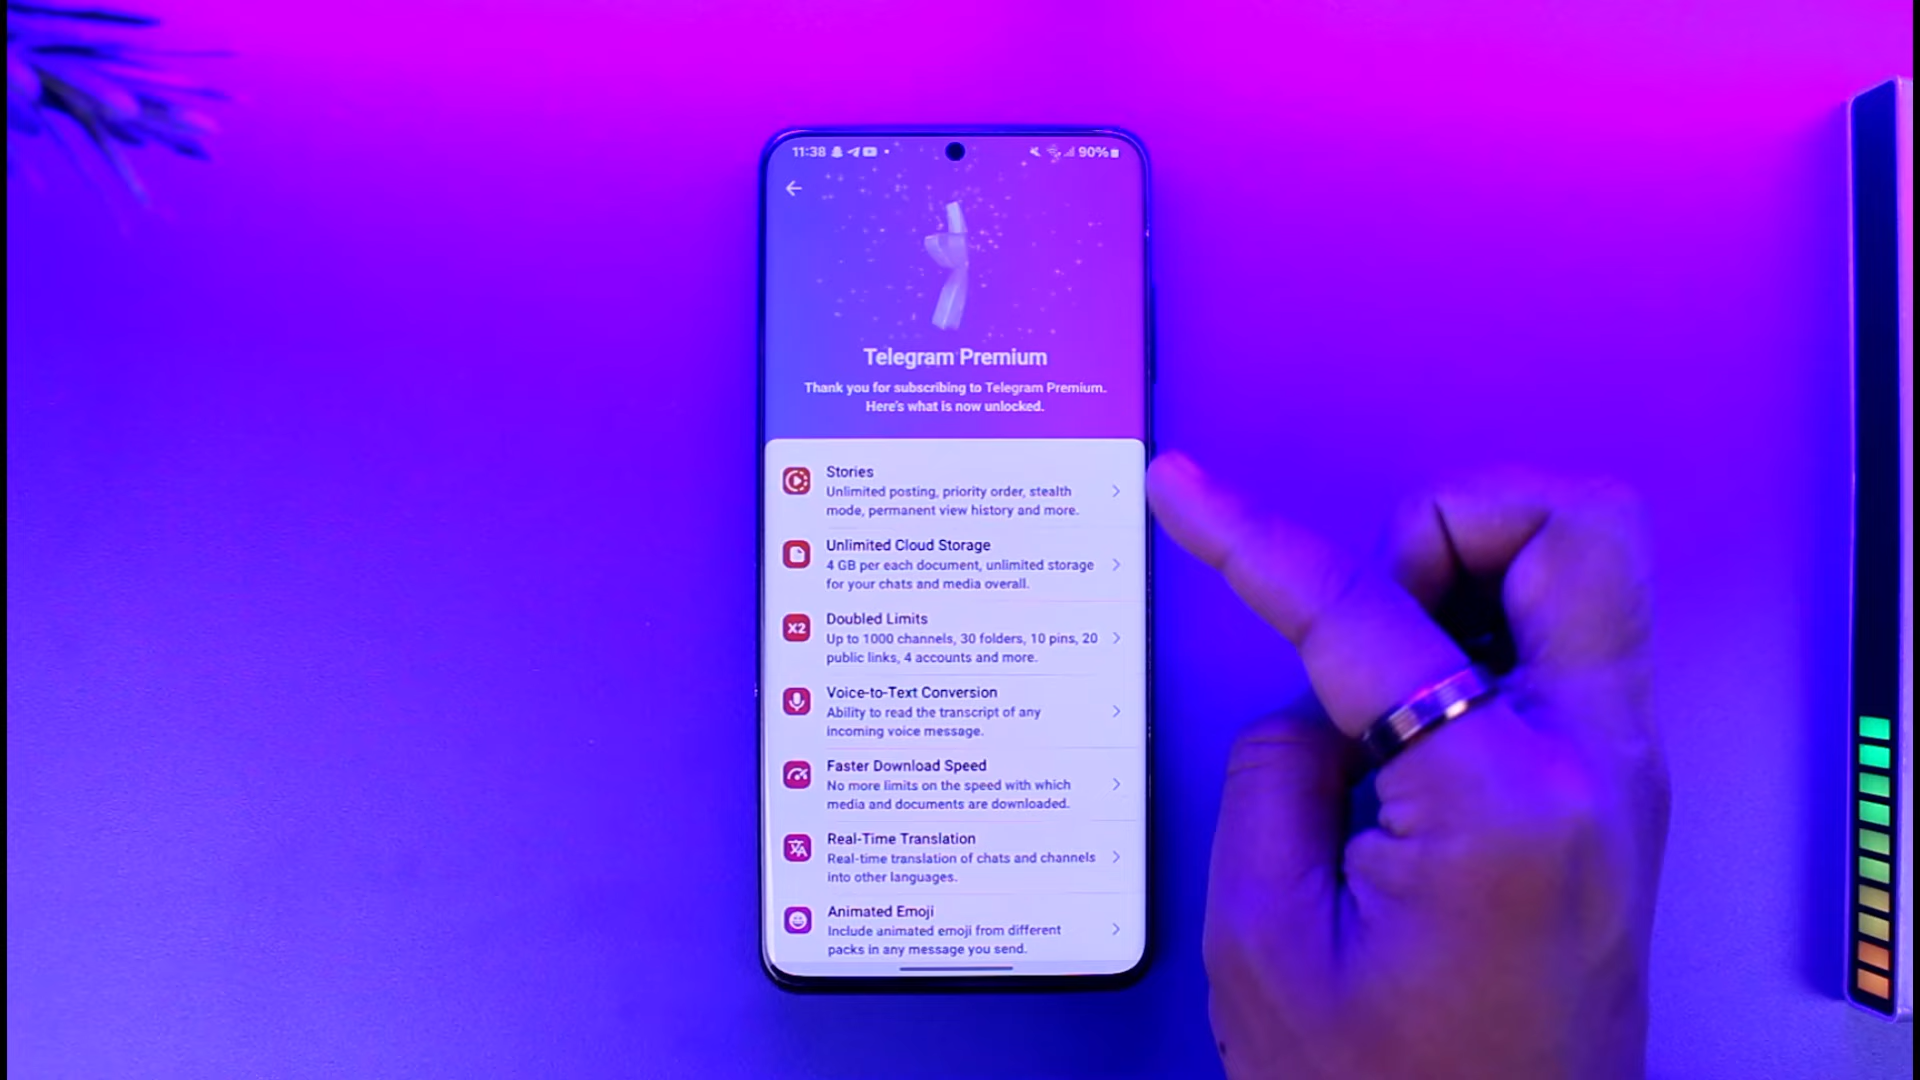 11:38
90%
Telegram Premium
Thank you for subscribing to Telegram Premium.
Here's what is now unlocked.
Stories
Unlimited posting, priority order, stealth
mode, permanent view history and more.
Unlimited Cloud Storage
4 GB per each document, unlimited storage
for your chats and media overall.
X2
Doubled Limits
Up to 1000 channels, 30 folders, 10 pins, 20
public links, 4 accounts and more.
Voice-to-Text Conversion
Ability to read the transcript of any
incoming voice message.
Faster Download Speed
No more limits on the speed with which
media and documents are downloaded.
Real-Time Translation
Real-time translation of chats and channels
into other languages.
Animated Emoji
Include animated emoji from different
packs in any message you send.